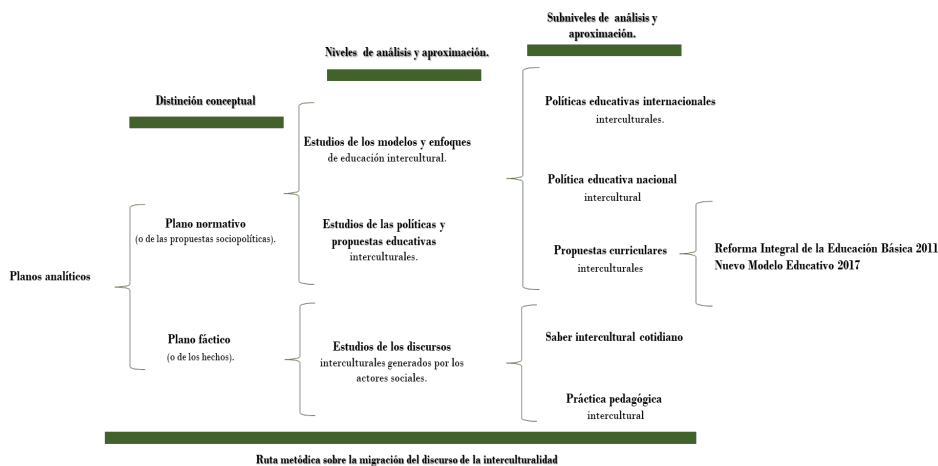 Subniveles de análisis y
aproximación.
Niveles de análisis y aproximación.
Distinción conceptual
Políticas educativas internacionales
interculturales.
Estudios de los modelos y enfoques
de educación intercultural.
Política educativa nacional
intercultural
Plano normativo
(o de las propuestas sociopolíticas).
Estudios de las políticas y
propuestas educativas
interculturales.
Propuestas curriculares
interculturales
Reforma Integral de la Educación Básica 2011
Nuevo Modelo Educativo 2017
Planos analíticos
Plano fáctico
(o de los hechos).
Estudios de los discursos
interculturales generados por los
actores sociales.
Saber intercultural cotidiano
Práctica pedagógica
intercultural
Ruta metódica sobre la migración del discurso de la interculturalidad